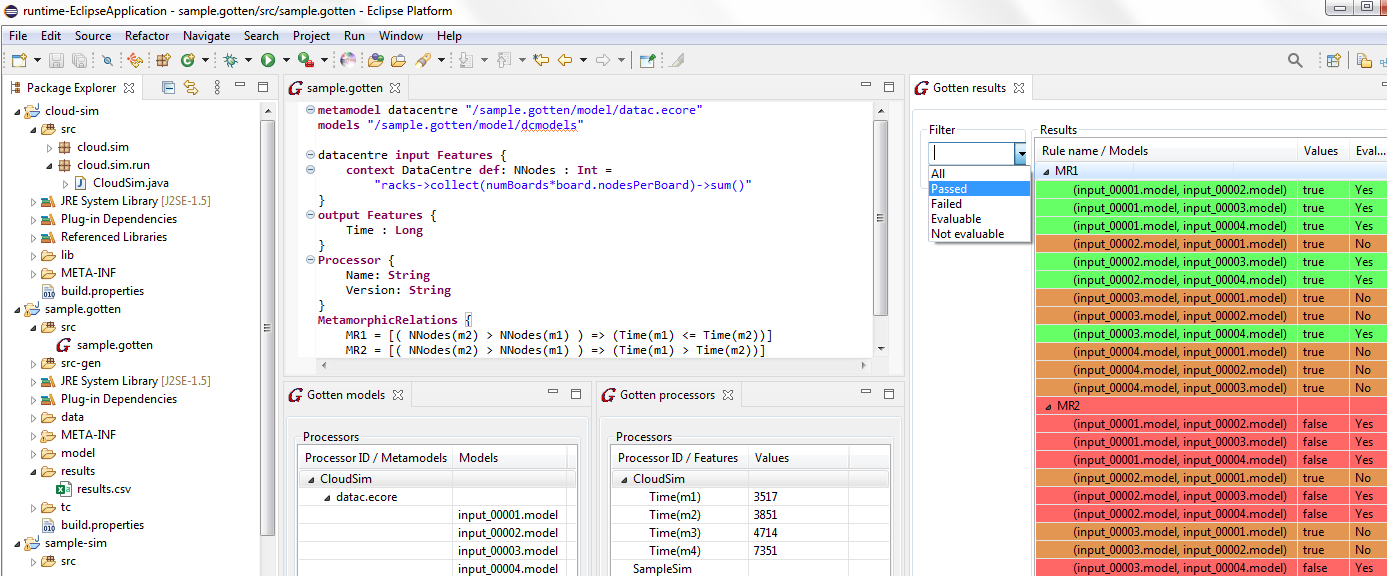 runtime-EclipseApplication - sample.gotten/src/sample.gotten - Eclipse Platform
File Edit Source Refactor Navigate Search Project Run Window Help
Package Explorer
cloud-sim
src
cloud.sim
cloud.sim.run
CloudSim.java
JRE System Library [J2SE-1.5]
Plug-in Dependencies
Referenced Libraries
lib
META-INF
build.properties
sample.gotten
src
sample.gotten
src-gen
JRE System Library [J2SE-1.5]
Plug-in Dependencies
data
META-INF
model
results
results.csv
tc
build.properties
sample-sim
src
sample.gotten
metamodel datacentre "/sample.gotten/model/datac.ecore"
models "/sample.gotten/model/dcmodels"
datacentre input Features {
context DataCentre def: NNodes : Int =
"racks->collect(numBoards*board.nodesPerBoard)->sum()"
}
output Features {
Time : Long
}
Processor {
Name: String
Version: String
}
MetamorphicRelations {
MR1 = [( NNodes(m2) > NNodes(m1) ) => (Time(m1) <= Time(m2))]
MR2 = [( NNodes(m2) > NNodes(m1) ) => (Time(m1) > Time(m2))]
Gotten models
Processors
Processor ID / Metamodels Models
CloudSim
datac.ecore
input_00001.model
input_00002.model
input_00003.model
input_00004.model
Gotten processors
Processors
Processor ID / Features Values
CloudSim
Time(m1) 3517
Time(m2) 3851
Time(m3) 4714
Time(m4) 7351
SampleSim
Gotten results
Filter
All
Passed
Failed
Evaluable
Not evaluable
Results
Rule name / Models Values Eval...
MR1
(input_00001.model, input_00002.model) true Yes
(input_00001.model, input_00003.model) true Yes
(input_00001.model, input_00004.model) true Yes
(input_00002.model, input_00001.model) true No
(input_00002.model, input_00003.model) true Yes
(input_00002.model, input_00004.model) true Yes
(input_00003.model, input_00001.model) true No
(input_00003.model, input_00002.model) true No
(input_00003.model, input_00004.model) true Yes
(input_00004.model, input_00001.model) true No
(input_00004.model, input_00002.model) true No
(input_00004.model, input_00003.model) true No
MR2
(input_00001.model, input_00002.model) false Yes
(input_00001.model, input_00003.model) false Yes
(input_00001.model, input_00004.model) false Yes
(input_00002.model, input_00001.model) true No
(input_00002.model, input_00003.model) false Yes
(input_00002.model, input_00004.model) false Yes
(input_00003.model, input_00001.model) true No
(input_00003.model, input_00002.model) true No
(input_00003.model, input_00004.model) false Yes